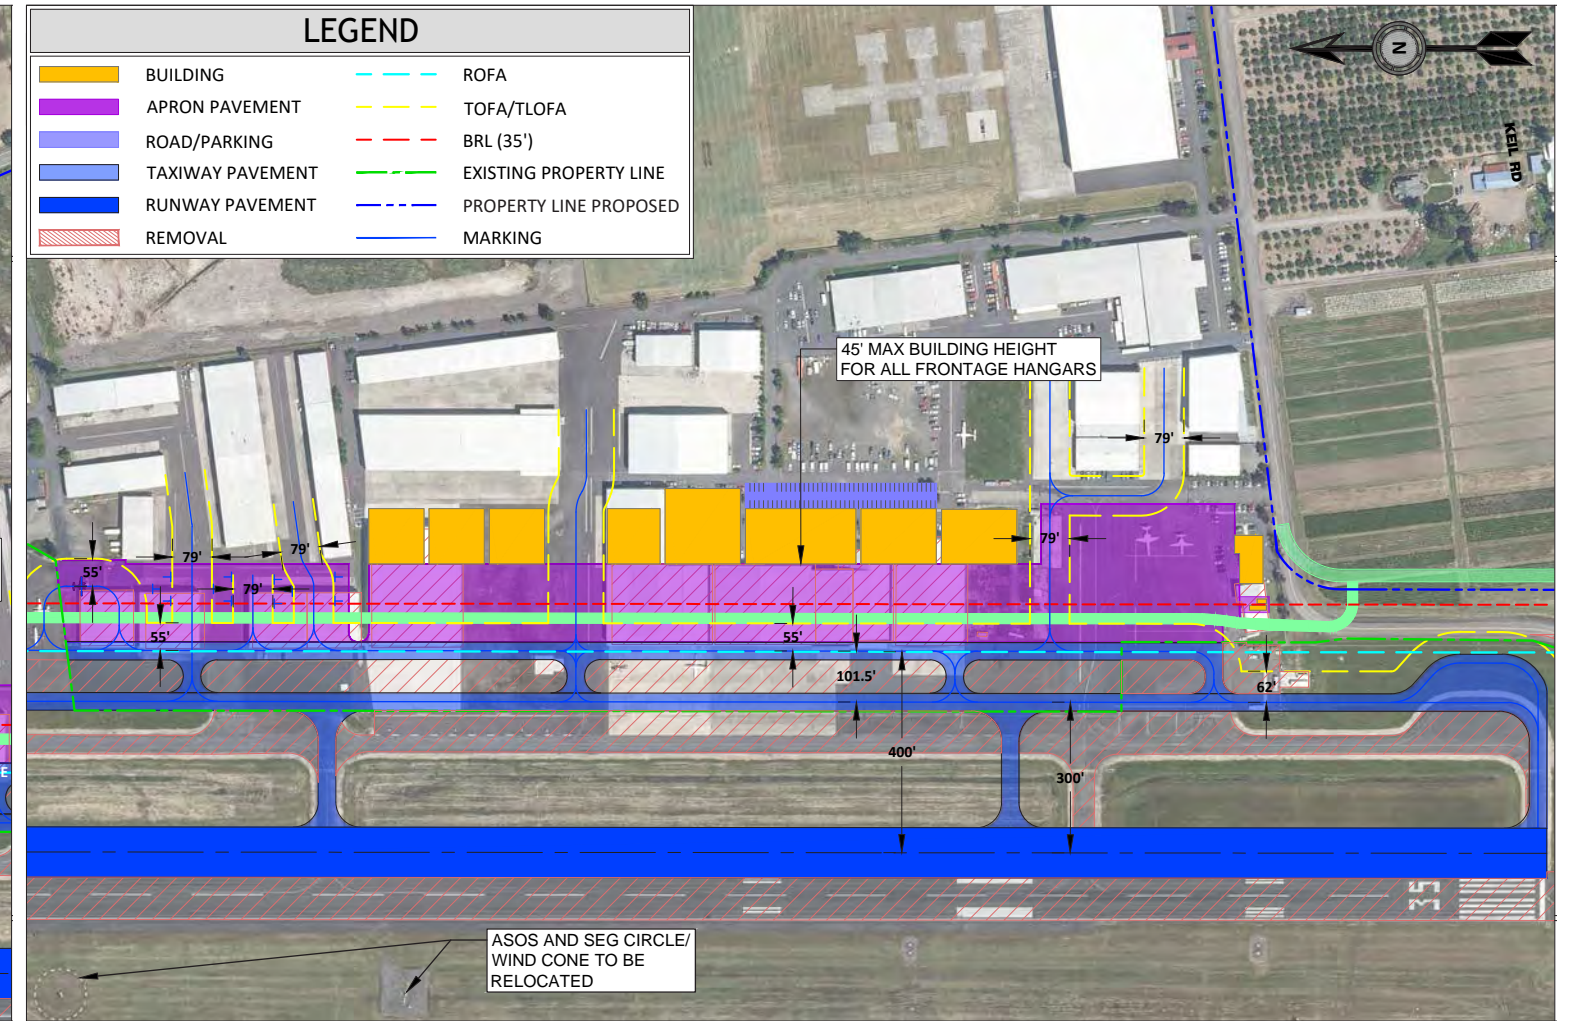 LEGEND
BUILDING
APRON PAVEMENT
ROAD/PARKING
TAXIWAY PAVEMENT
RUNWAY PAVEMENT
REMOVAL
ROFA
TOFA/TLOFA
BRL (35')
EXISTING PROPERTY LINE
PROPERTY LINE PROPOSED
MARKING
N
KEIL RD
45' MAX BUILDING HEIGHT
FOR ALL FRONTAGE HANGARS
79'
79'
79'
79'
79'
55'
55'
55'
101.5'
62'
400'
300'
35
E
ASOS AND SEG CIRCLE/
WIND CONE TO BE
RELOCATED